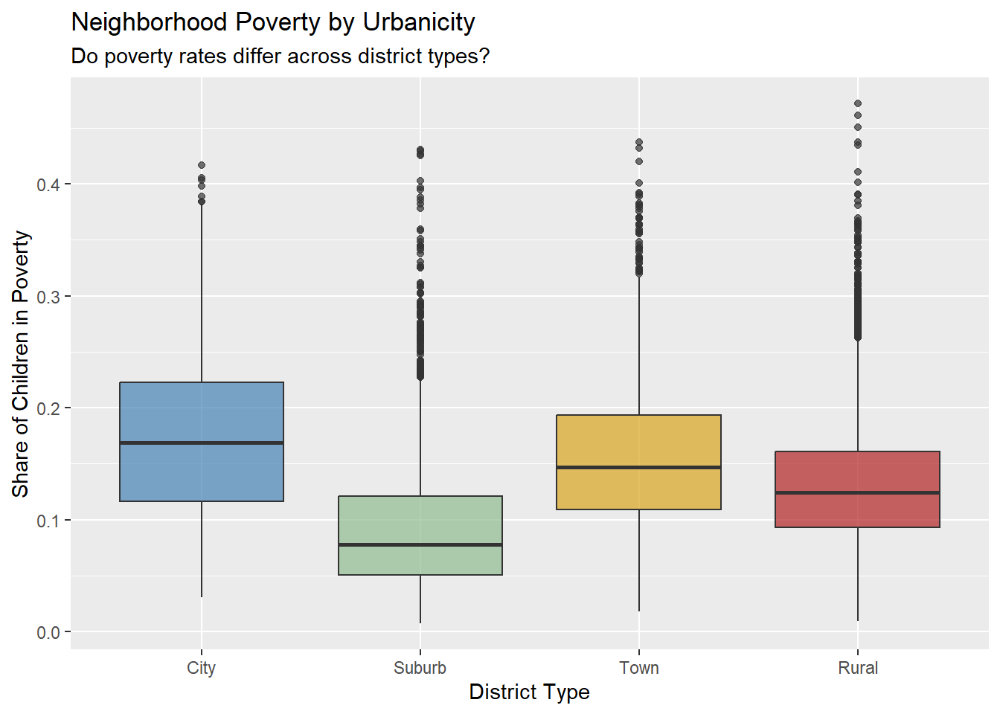 Neighborhood Poverty by Urbanicity
Do poverty rates differ across district types?
Share of Children in Poverty
0.4
0.3
0.2
0.1
0.0
City Suburb Town Rural
District Type